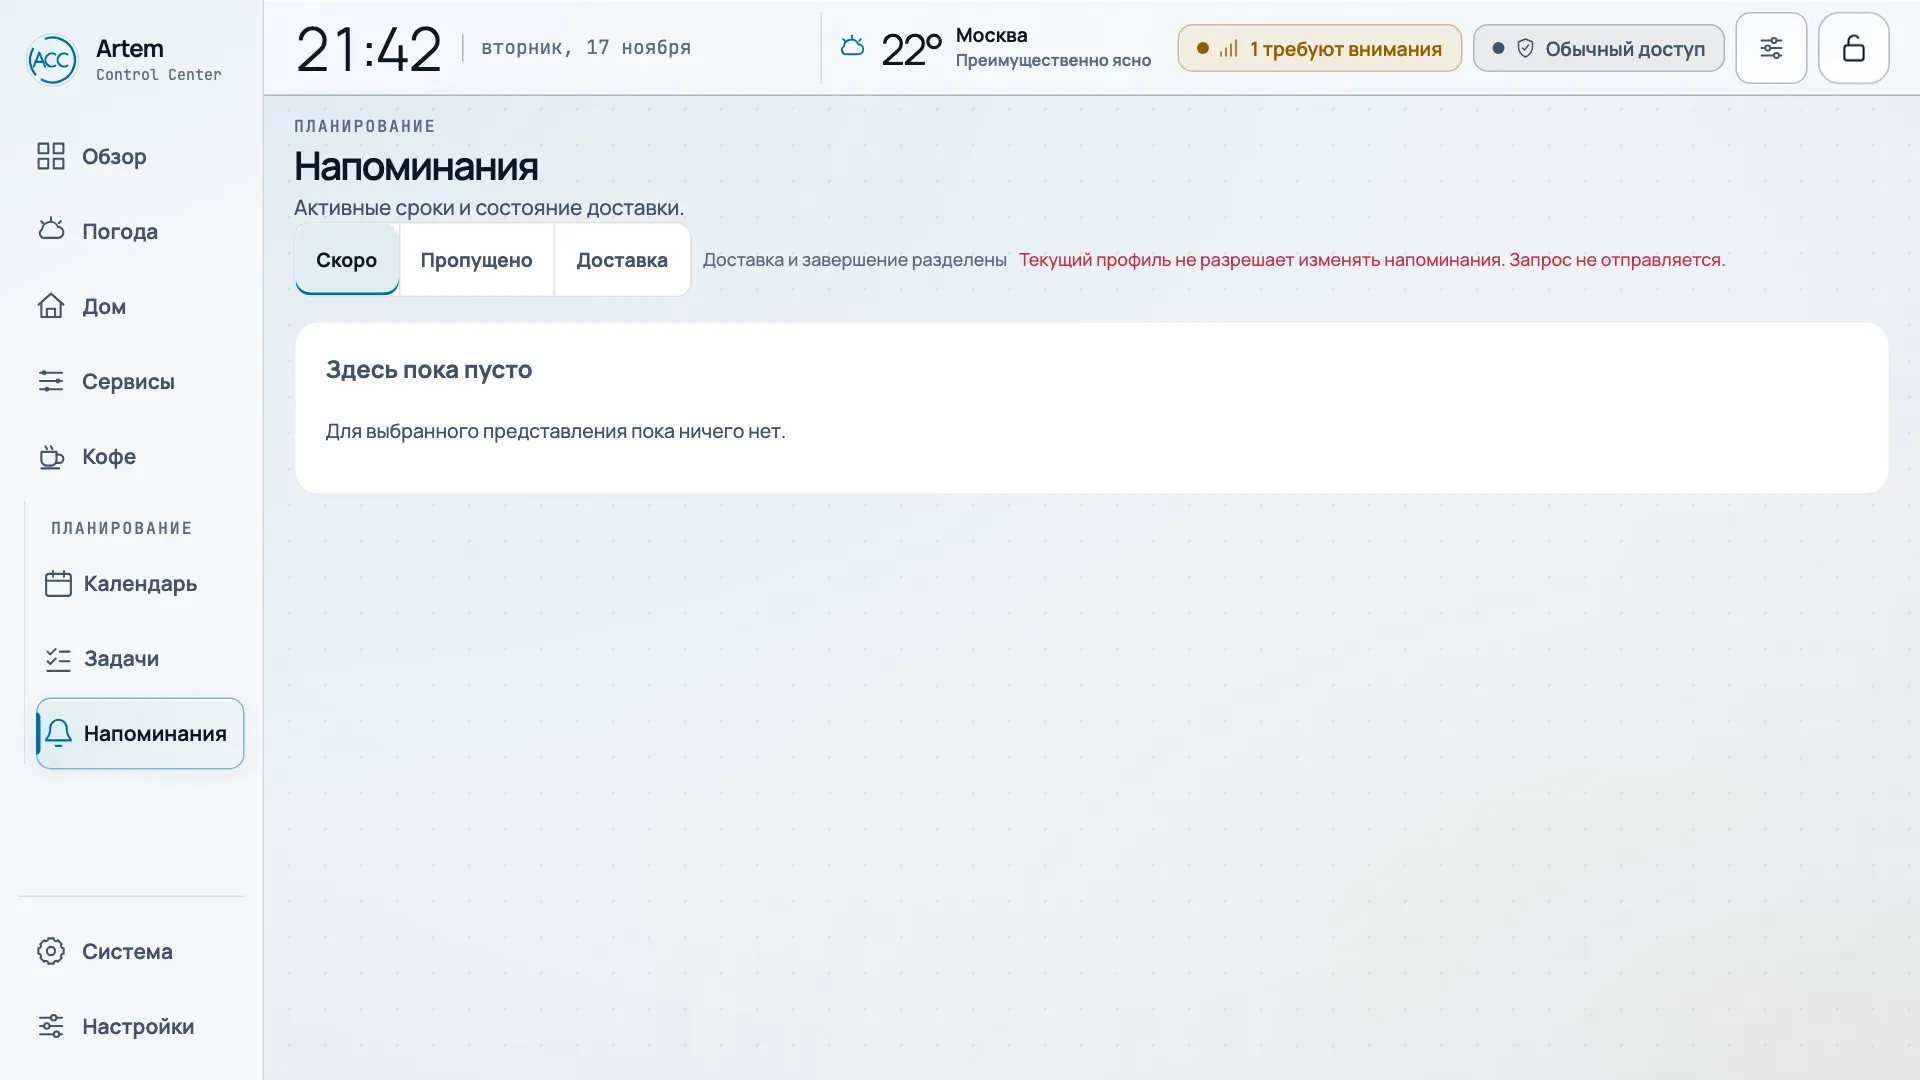 ACC
Artem
Control Center
21:42
вторник, 17 ноября
22°
Москва
Преимущественно ясно
1 требуют внимания
Обычный доступ
Обзор
Погода
Дом
Сервисы
Кофе
ПЛАНИРОВАНИЕ
Календарь
Задачи
Напоминания
Система
Настройки
ПЛАНИРОВАНИЕ
Напоминания
Активные сроки и состояние доставки.
Скоро
Пропущено
Доставка
Доставка и завершение разделены
Текущий профиль не разрешает изменять напоминания. Запрос не отправляется.
Здесь пока пусто
Для выбранного представления пока ничего нет.